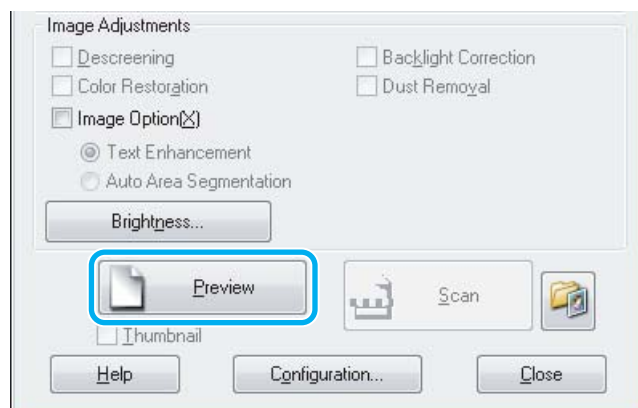 Image Adjustments
Descreening Backlight Correction
Color Restoration Dust Removal
Image Option(X)
Text Enhancement
Auto Area Segmentation
Brightness...
Preview Scan
Thumbnail
Help Configuration... Close